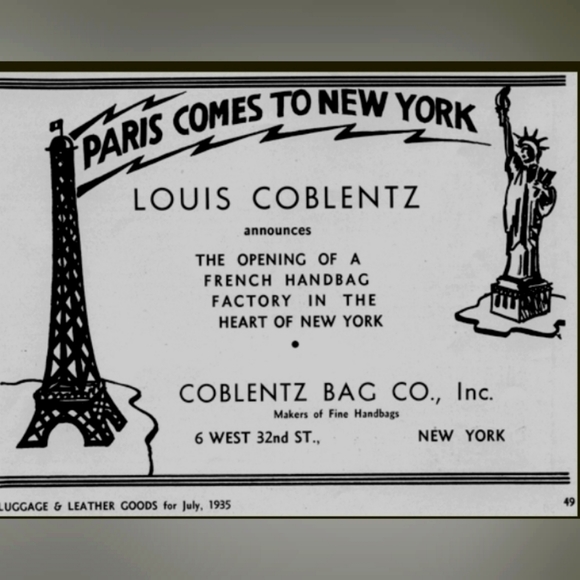 PARIS COMES TO NEW YORK
LOUIS COBLENTZ
announces
THE OPENING OF A
FRENCH HANDBAG
FACTORY IN THE
HEART OF NEW YORK
COBLENTZ BAG CO., Inc.
Makers of Fine Handbags
6 WEST 32nd ST., NEW YORK
LUGGAGE & LEATHER GOODS for July, 1935 49